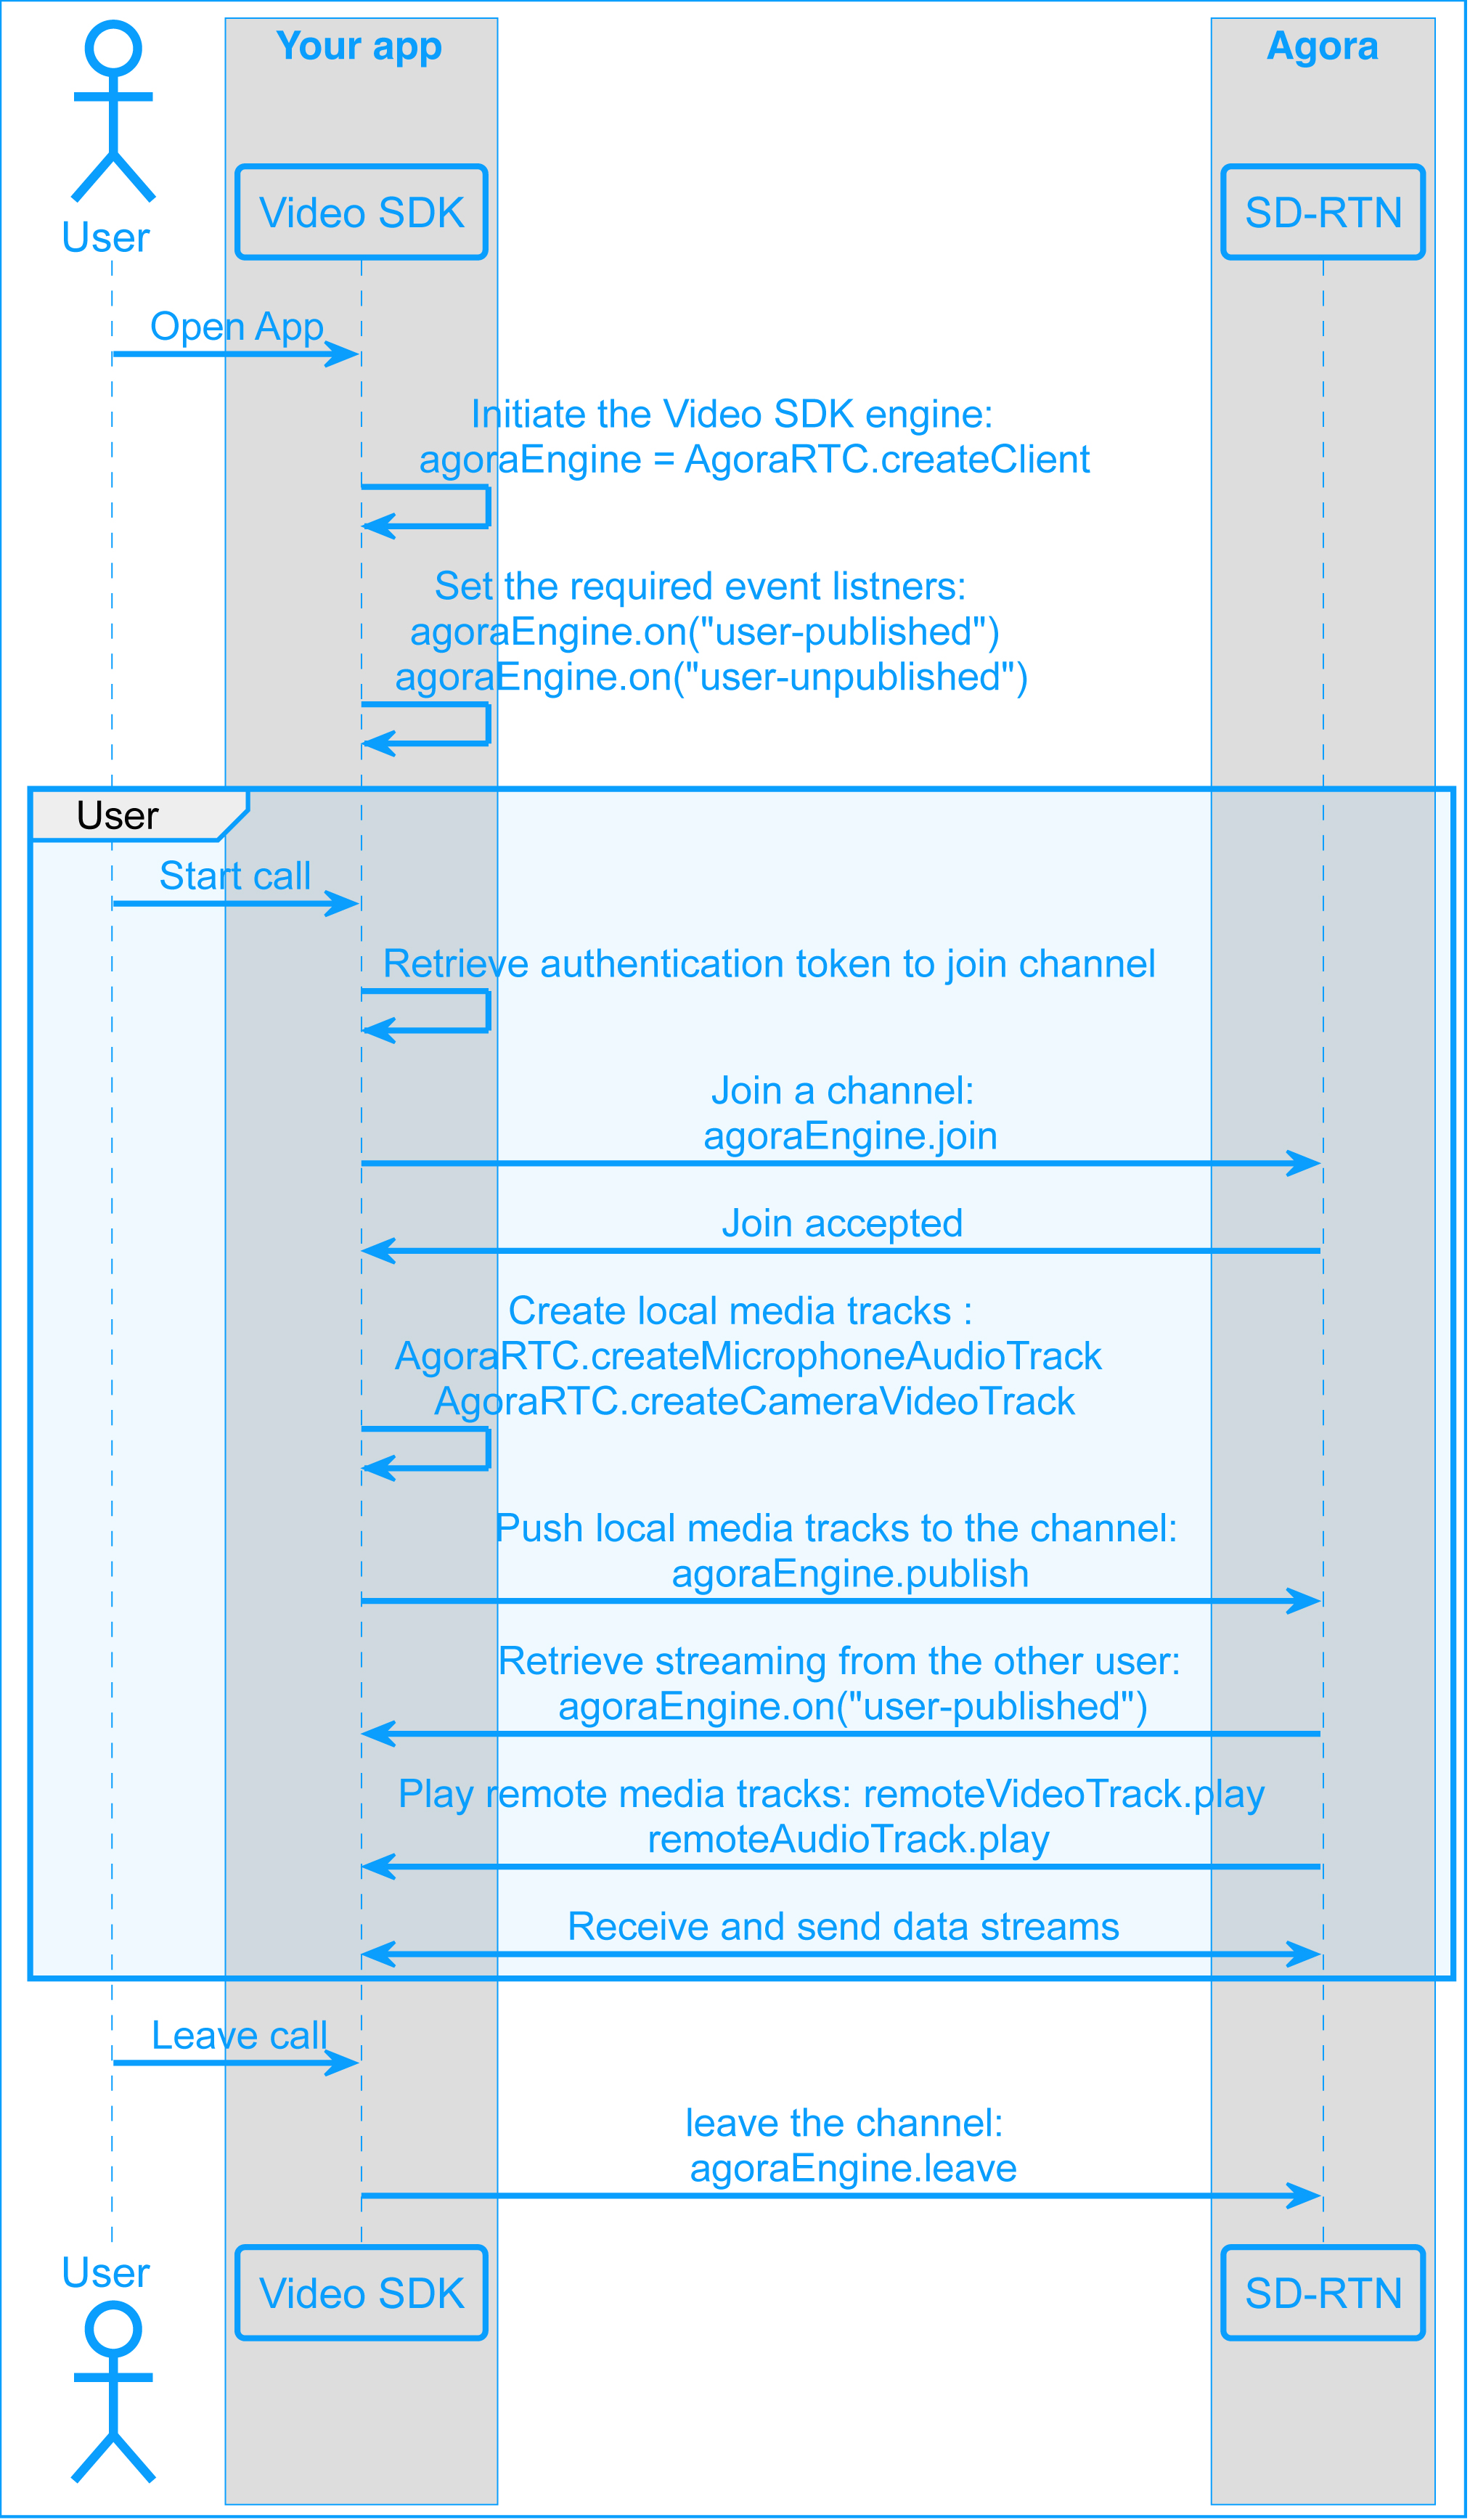 Your app
Agora
User
Video SDK
SD-RTN
Open App
Initiate the Video SDK engine:
agoraEngine = AgoraRTC.createClient
Set the required event listners:
agoraEngine.on("user-published")
agoraEngine.on("user-unpublished")
User
Start call
Retrieve authentication token to join channel
Join a channel:
agoraEngine.join
Join accepted
Create local media tracks :
AgoraRTC.createMicrophoneAudioTrack
AgoraRTC.createCameraVideoTrack
Push local media tracks to the channel:
agoraEngine.publish
Retrieve streaming from the other user:
agoraEngine.on("user-published")
Play remote media tracks: remoteVideoTrack.play
remoteAudioTrack.play
Receive and send data streams
Leave call
leave the channel:
agoraEngine.leave
User
Video SDK
SD-RTN